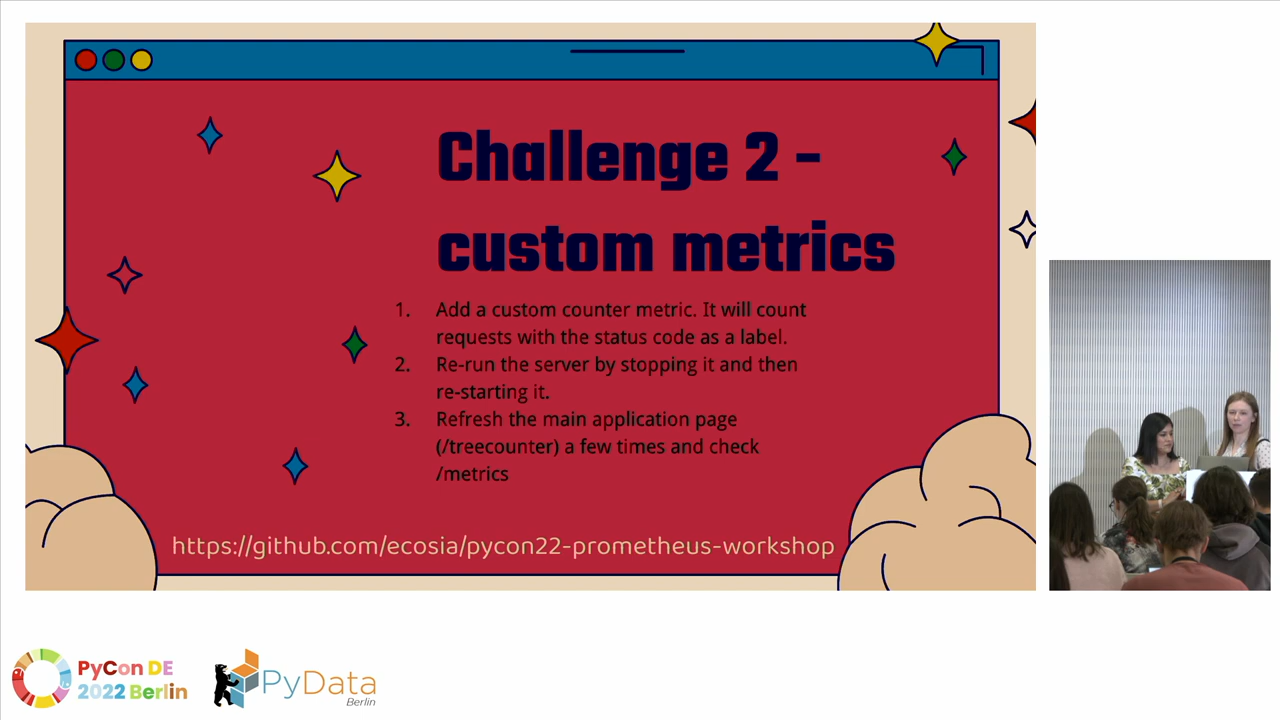 Challenge 2 -
custom metrics
1. Add a custom counter metric. It will count
requests with the status code as a label.
2. Re-run the server by stopping it and then
re-starting it.
3. Refresh the main application page
(/treecounter) a few times and check
/metrics
https://github.com/ecosia/pycon22-prometheus-workshop
PyCon DE
2022 Berlin
PyData
Berlin